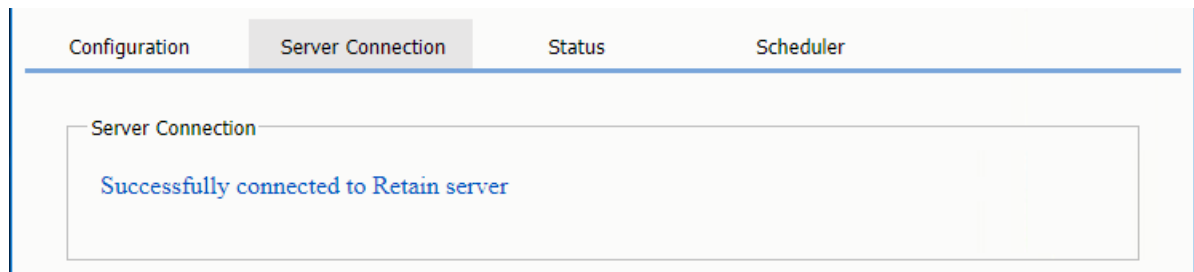 Configuration Server Connection Status Scheduler
Server Connection
Successfully connected to Retain server